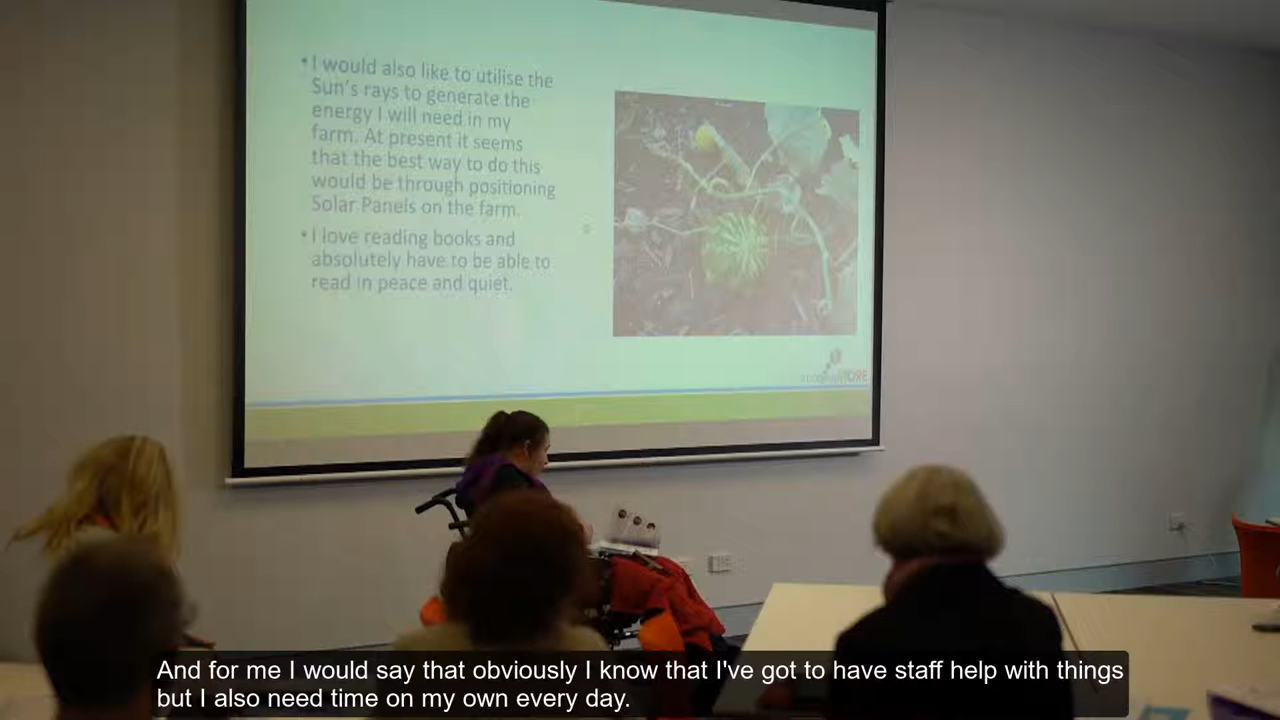 • I would also like to utilise the
Sun's rays to generate the
energy I will need in my
farm. At present it seems
that the best way to do this
would be through positioning
Solar Panels on the farm.
• I love reading books and
absolutely have to be able to
read in peace and quiet.
And for me I would say that obviously I know that I've got to have staff help with things
but I also need time on my own every day.